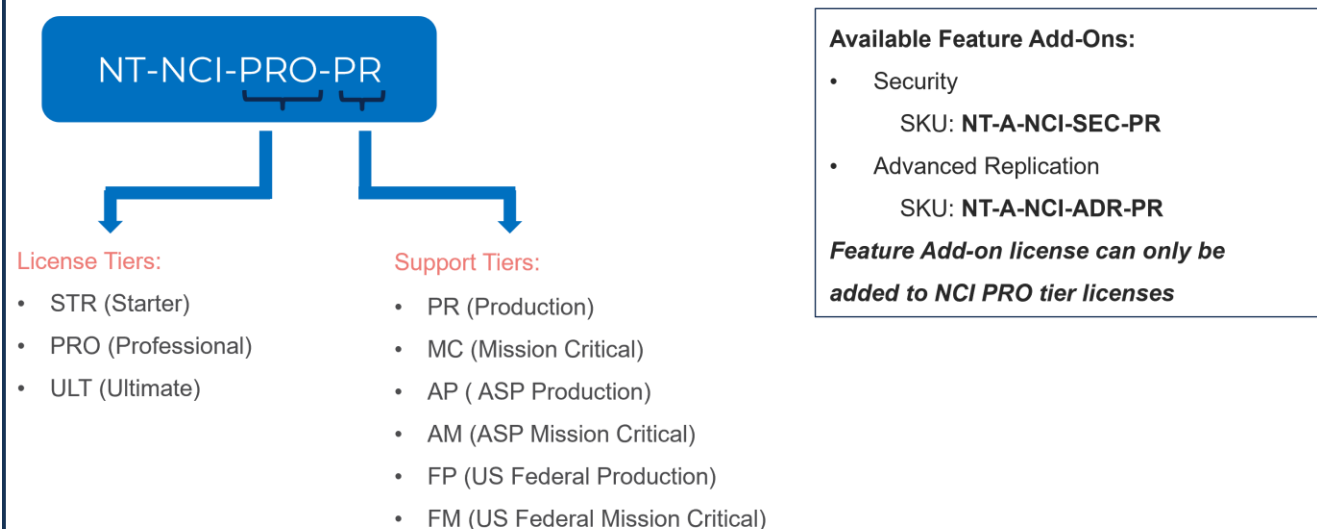 NT-NCI-PRO-PR
License Tiers:
• STR (Starter)
• PRO (Professional)
• ULT (Ultimate)
Support Tiers:
• PR (Production)
• MC (Mission Critical)
• AP ( ASP Production)
• AM (ASP Mission Critical)
• FP (US Federal Production)
• FM (US Federal Mission Critical)
Available Feature Add-Ons:
• Security
SKU: NT-A-NCI-SEC-PR
• Advanced Replication
SKU: NT-A-NCI-ADR-PR
Feature Add-on license can only be
added to NCI PRO tier licenses